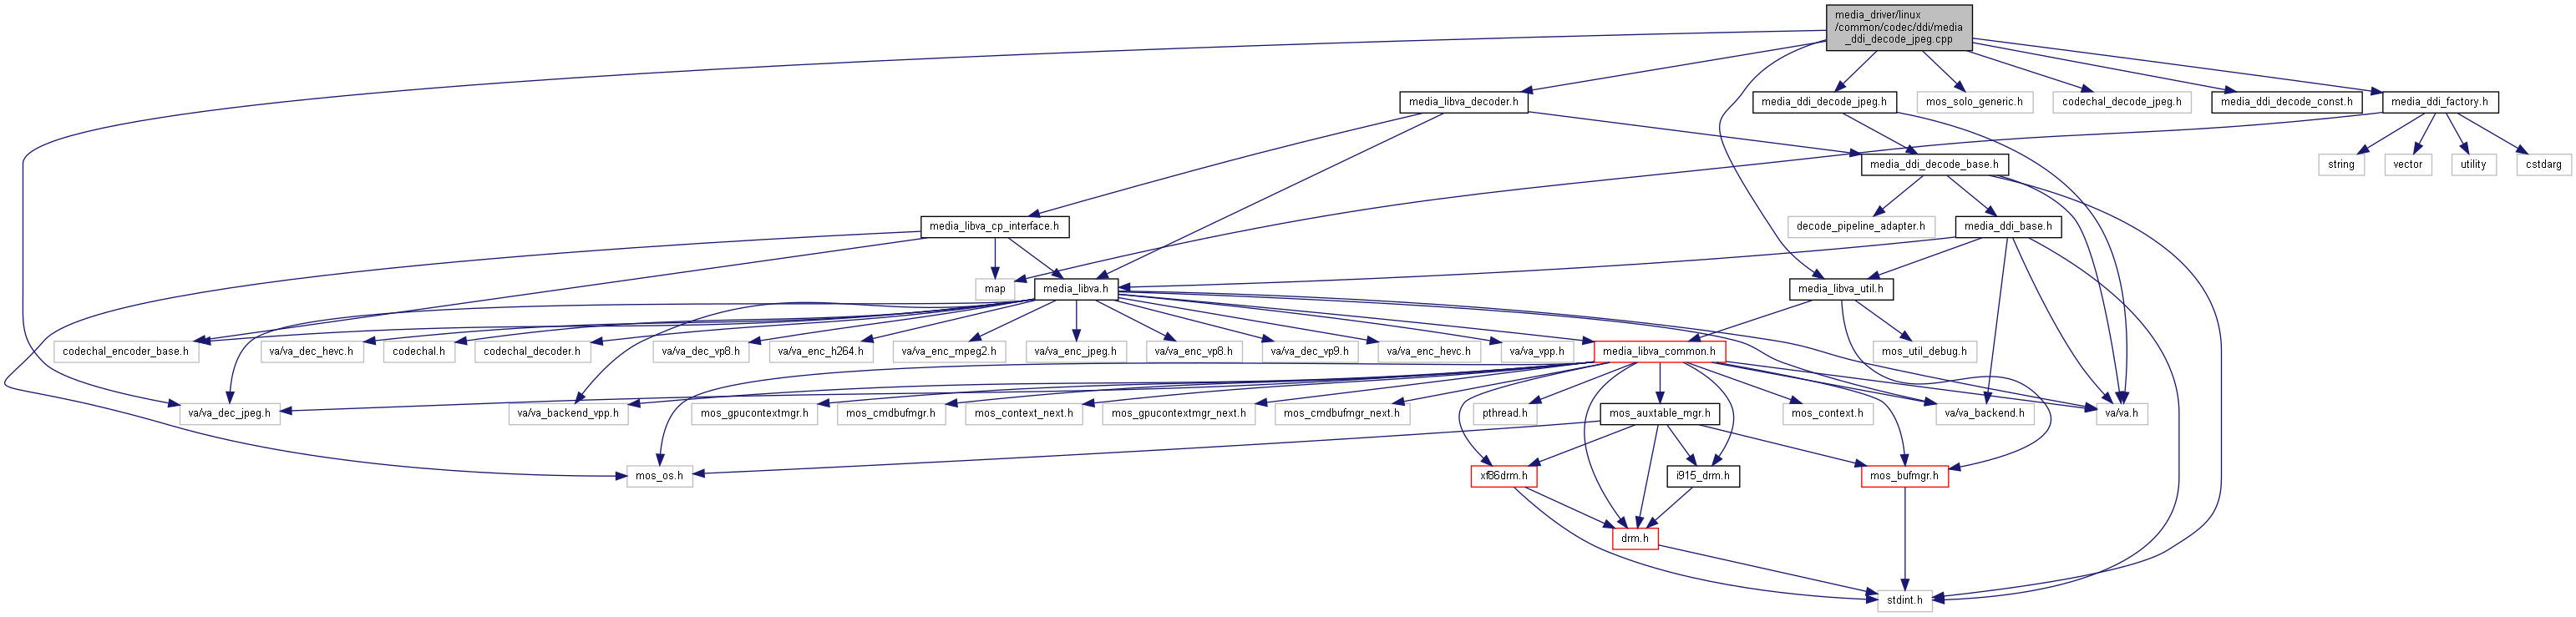 media_driver/linux
/common/codec/ddi/media
_ddi_decode_jpeg.cpp
media_libva_decoder.h
media_ddi_decode_jpeg.h
mos_solo_generic.h
codechal_decode_jpeg.h
media_ddi_decode_const.h
media_ddi_factory.h
media_ddi_decode_base.h
string
vector
utility
cstdarg
media_libva_cp_interface.h
decode_pipeline_adapter.h
media_ddi_base.h
map
media_libva.h
media_libva_util.h
codechal_encoder_base.h
va/va_dec_hevc.h
codechal.h
codechal_decoder.h
va/va_dec_vp8.h
va/va_enc_h264.h
va/va_enc_mpeg2.h
va/va_enc_jpeg.h
va/va_enc_vp8.h
va/va_dec_vp9.h
va/va_enc_hevc.h
va/va_vpp.h
media_libva_common.h
mos_util_debug.h
va/va_dec_jpeg.h
va/va_backend_vpp.h
mos_gpucontextmgr.h
mos_cmdbufmgr.h
mos_context_next.h
mos_gpucontextmgr_next.h
mos_cmdbufmgr_next.h
pthread.h
mos_auxtable_mgr.h
mos_context.h
va/va_backend.h
va/va.h
mos_os.h
xf86drm.h
i915_drm.h
mos_bufmgr.h
drm.h
stdint.h